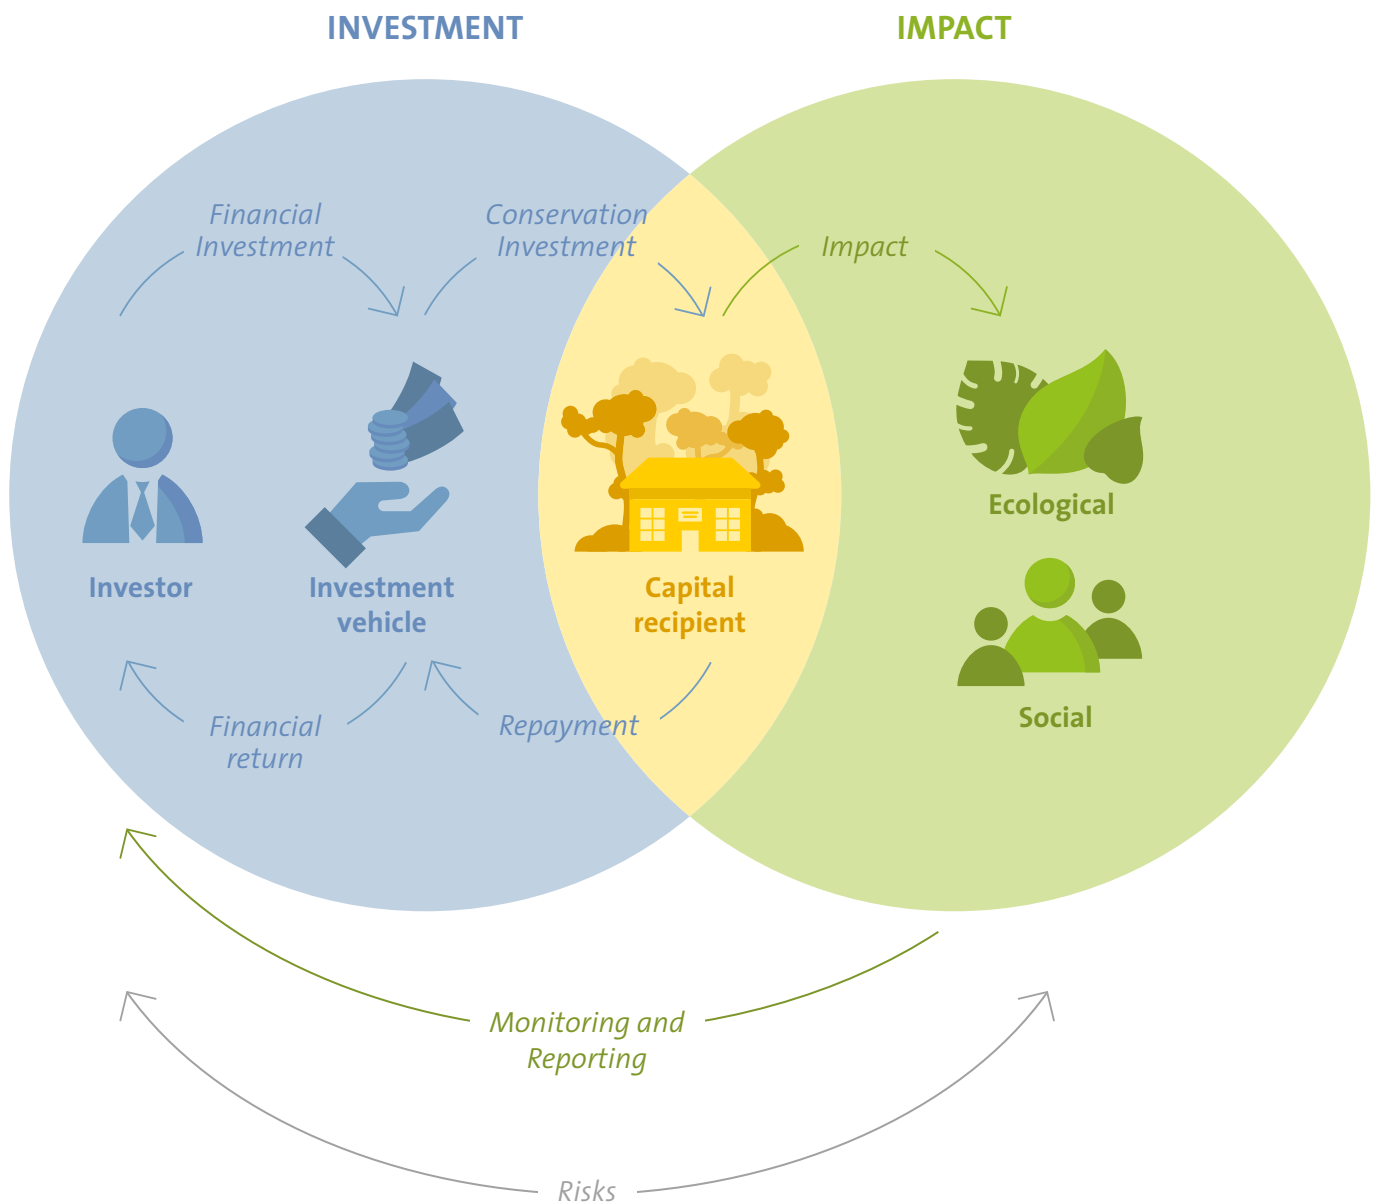 INVESTMENT
IMPACT
Financial
Investment
Conservation
Investment
Impact
Ecological
Investor
Investment
vehicle
Capital
recipient
Social
Financial
return
Repayment
Monitoring and
Reporting
Risks